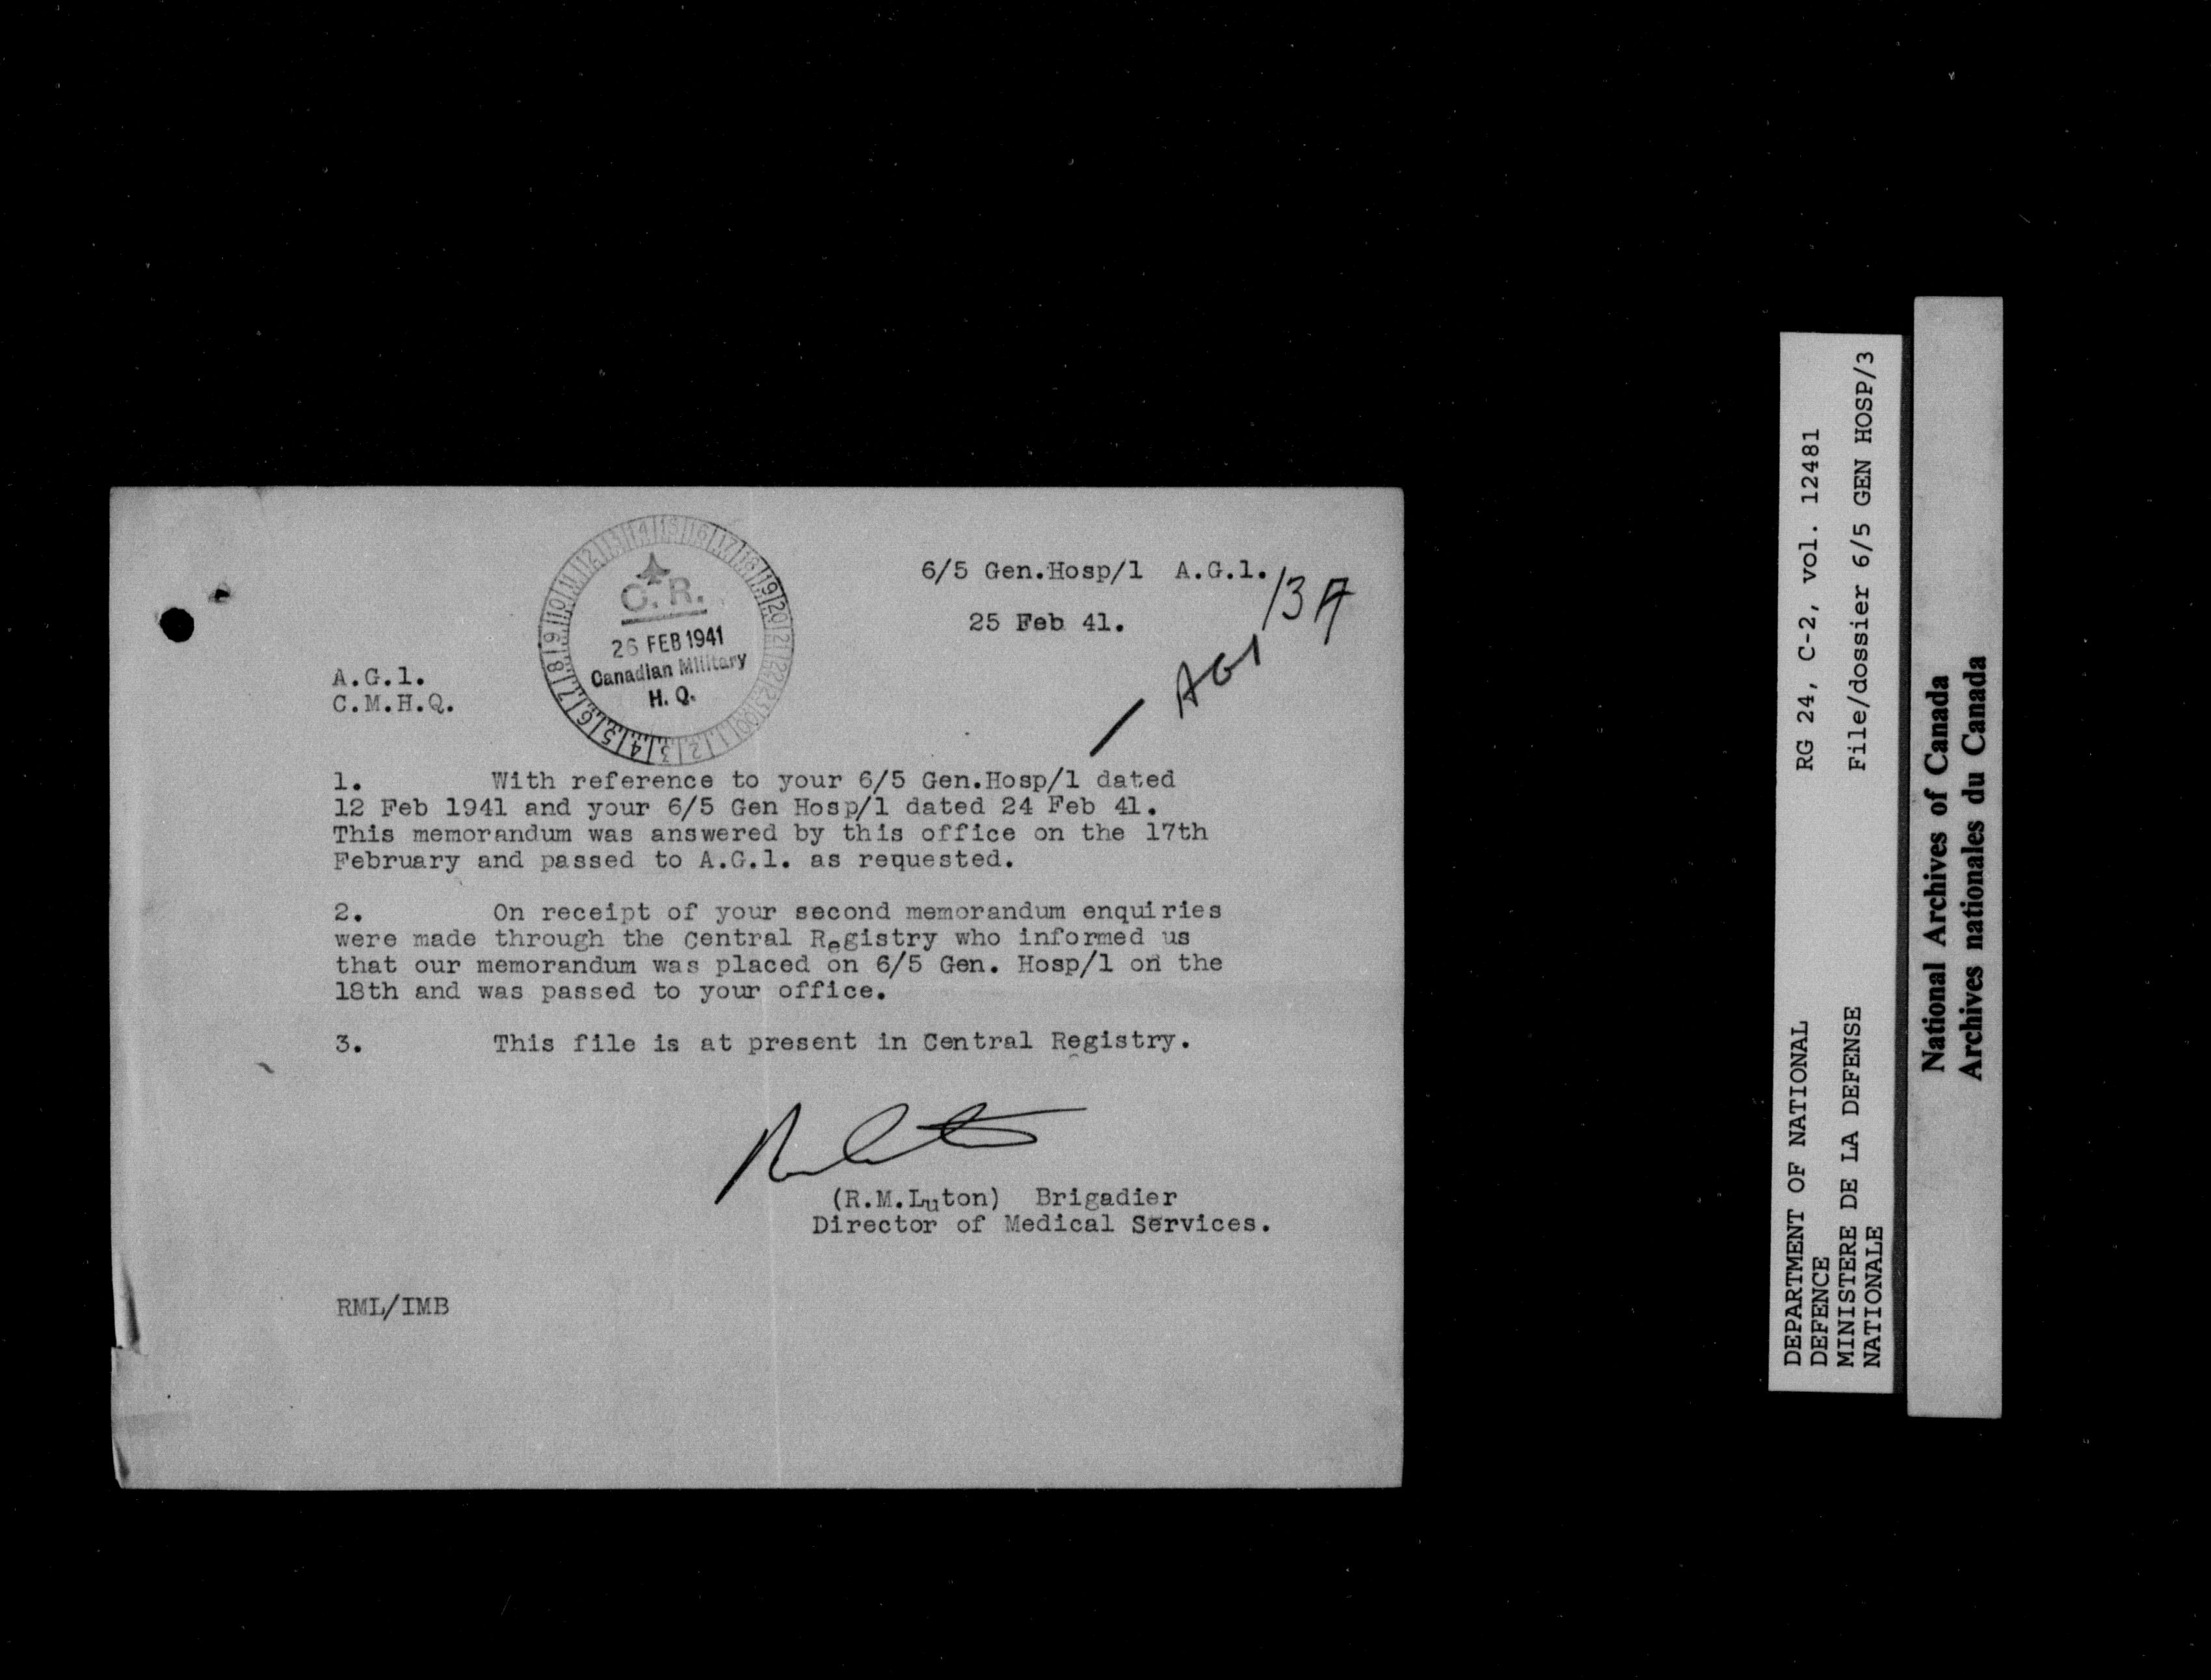 6/5 Gen.Hosp/1 A.G.1.
13A
25 Feb 41.
AG1
C.R.
26 FEB 1941
Canadian Military
H. Q.
A.G.1.
C.M.H.Q.
1. With reference to your 6/5 Gen.Hosp/1 dated
12 Feb 1941 and your 6/5 Gen Hosp/1 dated 24 Feb 41.
This memorandum was answered by this office on the 17th
February and passed to A.G.1. as requested.
2. On receipt of your second memorandum enquiries
were made through the Central Registry who informed us
that our memorandum was placed on 6/5 Gen. Hosp/1 on the
18th and was passed to your office.
3. This file is at present in Central Registry.
(R.M.Luton) Brigadier
Director of Medical Services.
RML/IMB
DEPARTMENT OF NATIONAL RG 24, C-2, vol. 12481
DEFENCE
MINISTERE DE LA DEFENSE File/dossier 6/5 GEN HOSP/3
NATIONALE
National Archives of Canada
Archives nationales du Canada